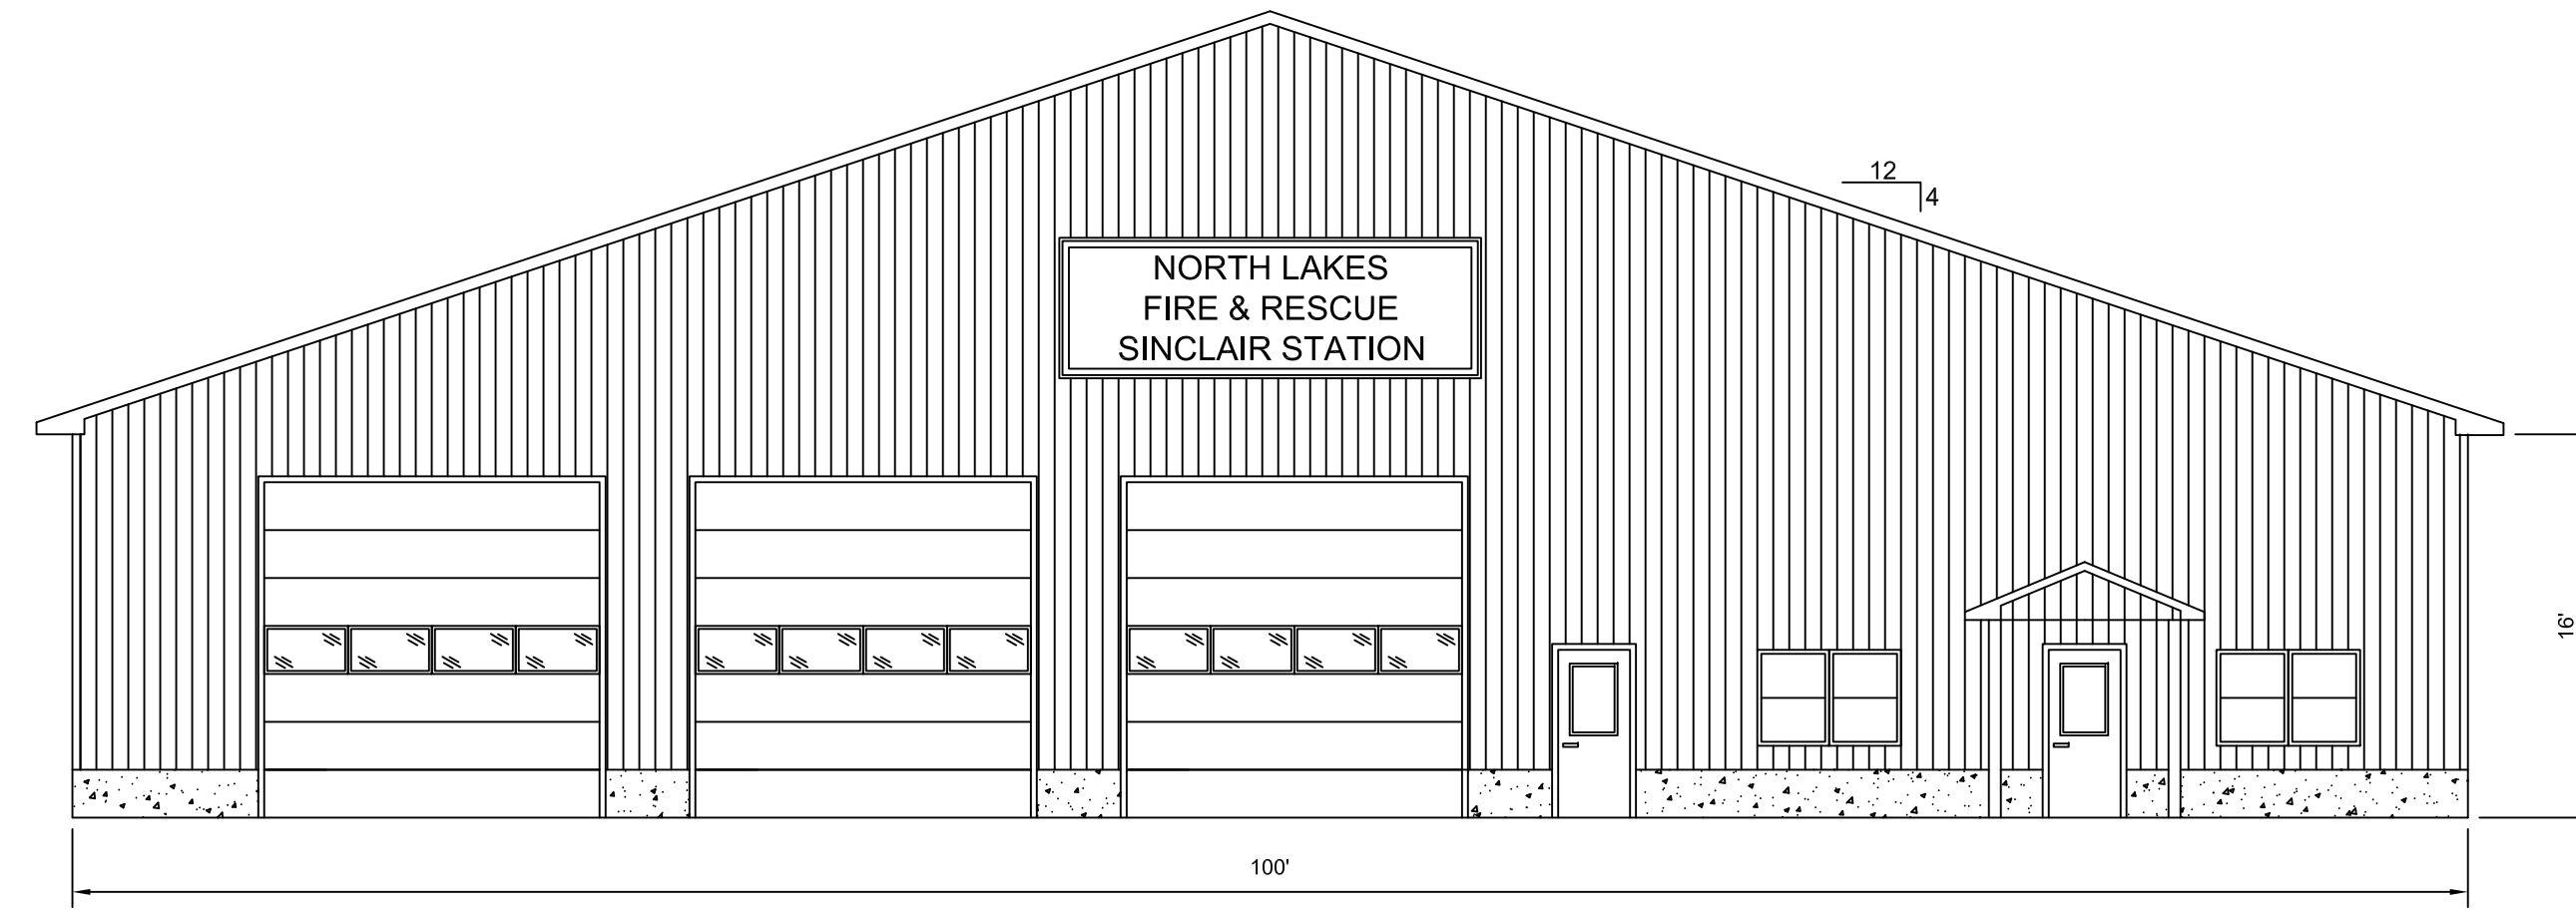 12
4
NORTH LAKES
FIRE & RESCUE
SINCLAIR STATION
16'
100'